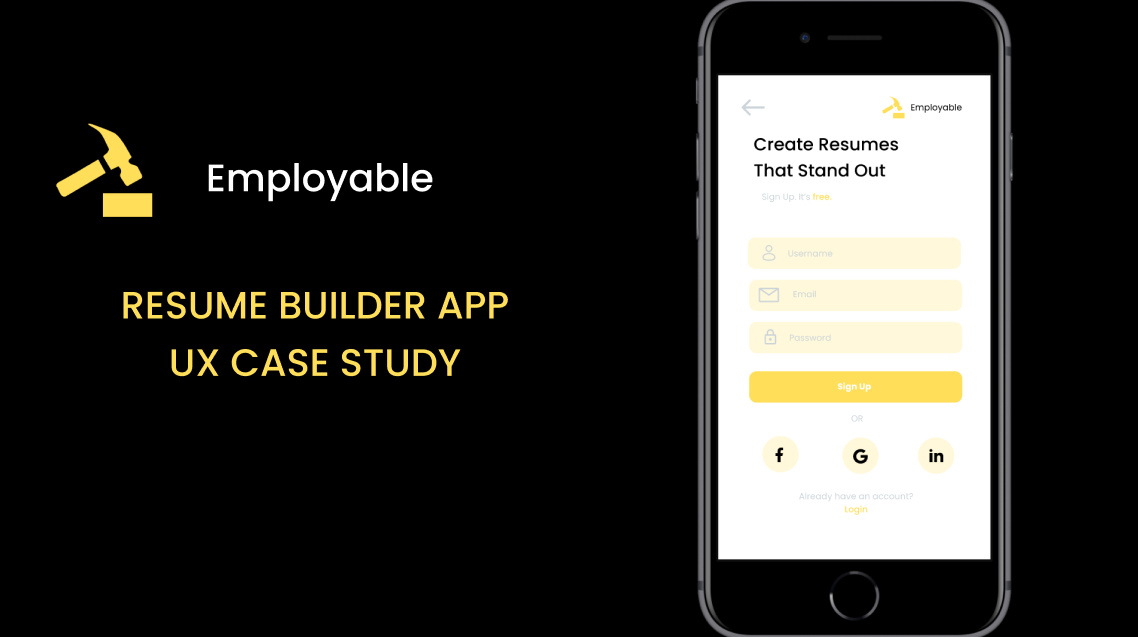 Employable
RESUME BUILDER APP
UX CASE STUDY
Employable
Create Resumes
That Stand Out
Sign Up. It's free.
Username
Email
Password
Sign Up
OR
f
G
in
Already have an account?
Login